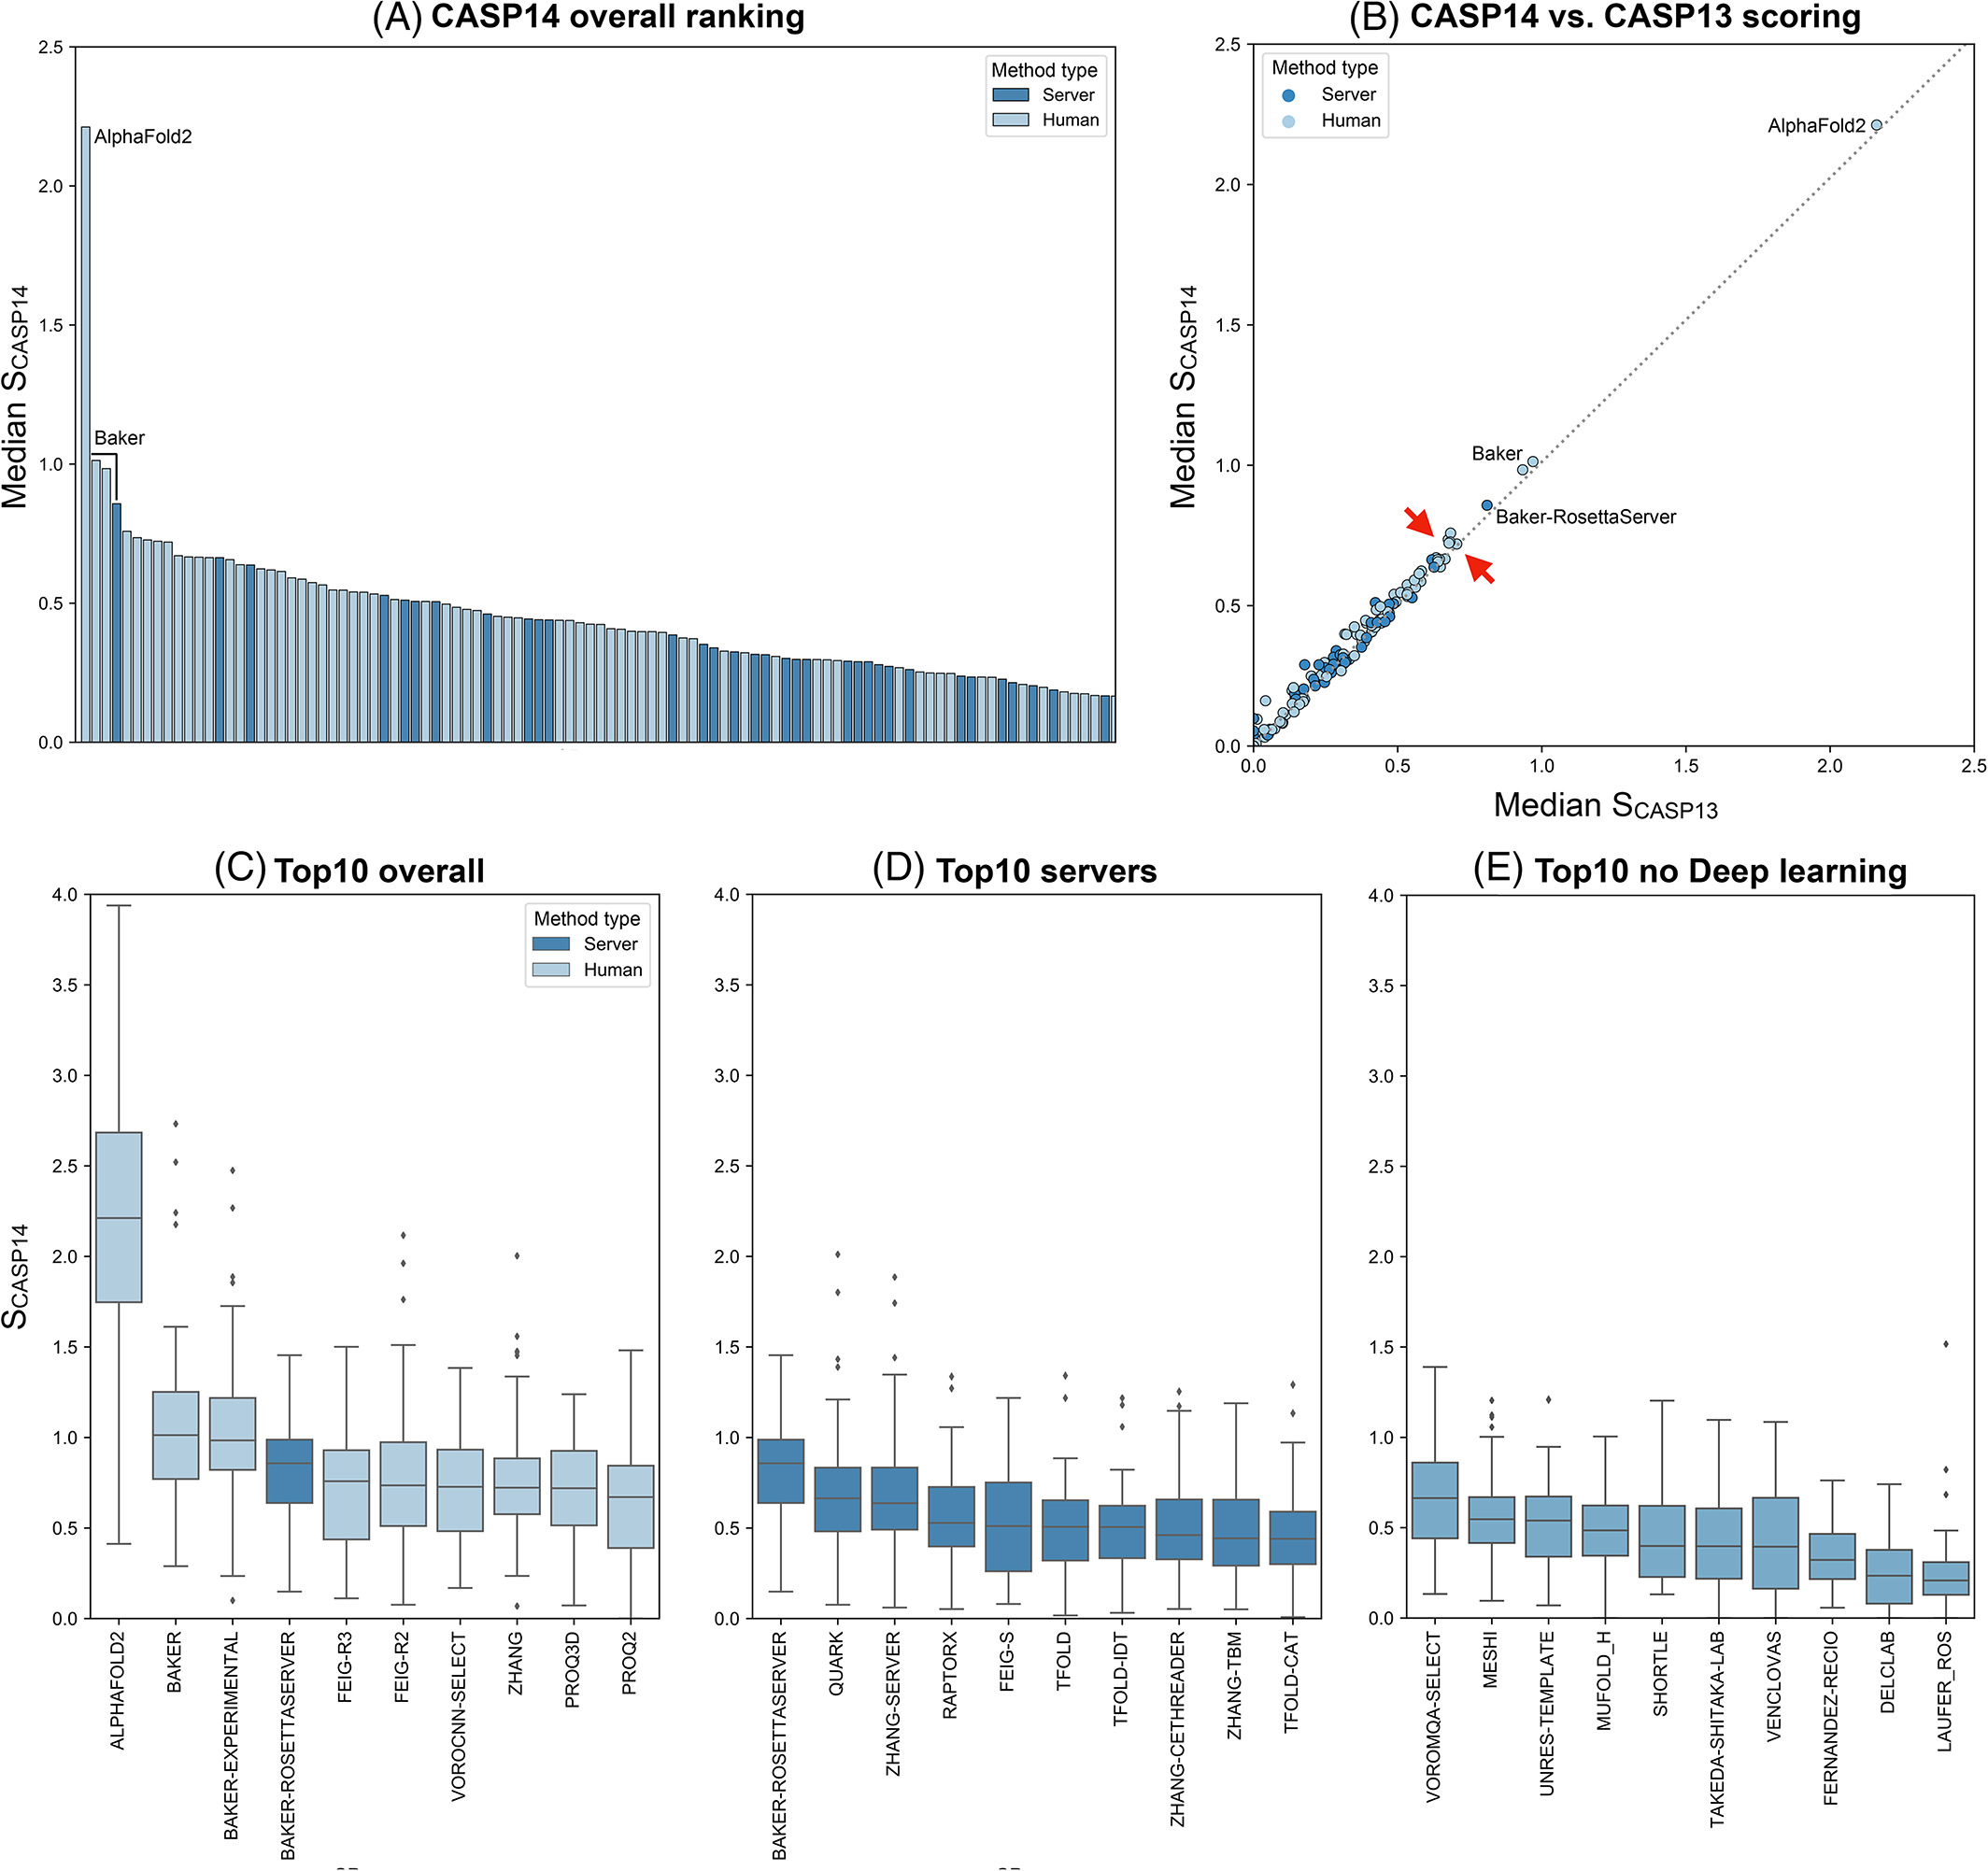 (A) CASP14 overall ranking
Median SCASP14
2.5
2.0
1.5
1.0
0.5
0.0
Method type
Server
Human
AlphaFold2
Baker
(B) CASP14 vs. CASP13 scoring
Median SCASP14
2.5
2.0
1.5
1.0
0.5
0.0
Method type
Server
Human
AlphaFold2
Baker
Baker-RosettaServer
0.0 0.5 1.0 1.5 2.0 2.5
Median SCASP13
(C) Top10 overall
SCASP14
4.0
3.5
3.0
2.5
2.0
1.5
1.0
0.5
0.0
Method type
Server
Human
ALPHAFOLD2
BAKER
BAKER-EXPERIMENTAL
BAKER-ROSETTASERVER
FEIG-R3
FEIG-R2
VOROCNN-SELECT
ZHANG
PROQ3D
PROQ2
(D) Top10 servers
4.0
3.5
3.0
2.5
2.0
1.5
1.0
0.5
0.0
BAKER-ROSETTASERVER
QUARK
ZHANG-SERVER
RAPTORX
FEIG-S
TFOLD
TFOLD-IDT
ZHANG-CETHREADER
ZHANG-TBM
TFOLD-CAT
(E) Top10 no Deep learning
4.0
3.5
3.0
2.5
2.0
1.5
1.0
0.5
0.0
VOROMQA-SELECT
MESHI
UNRES-TEMPLATE
MUFOLD_H
SHORTLE
TAKEDA-SHITAKA-LAB
VENCLOVAS
FERNANDEZ-RECIO
DELCLAB
LAUFER_ROS